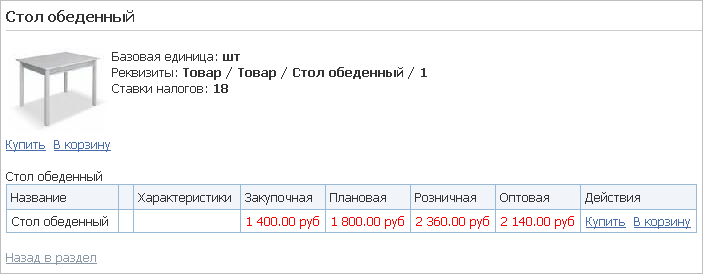 Стол обеденный
Базовая единица: шт
Реквизиты: Товар / Товар / Стол обеденный / 1
Ставки налогов: 18
Купить В корзину
Стол обеденный
Название Характеристики Закупочная Плановая Розничная Оптовая Действия
Стол обеденный 1 400.00 руб 1 800.00 руб 2 360.00 руб 2 140.00 руб Купить В корзину
Назад в раздел